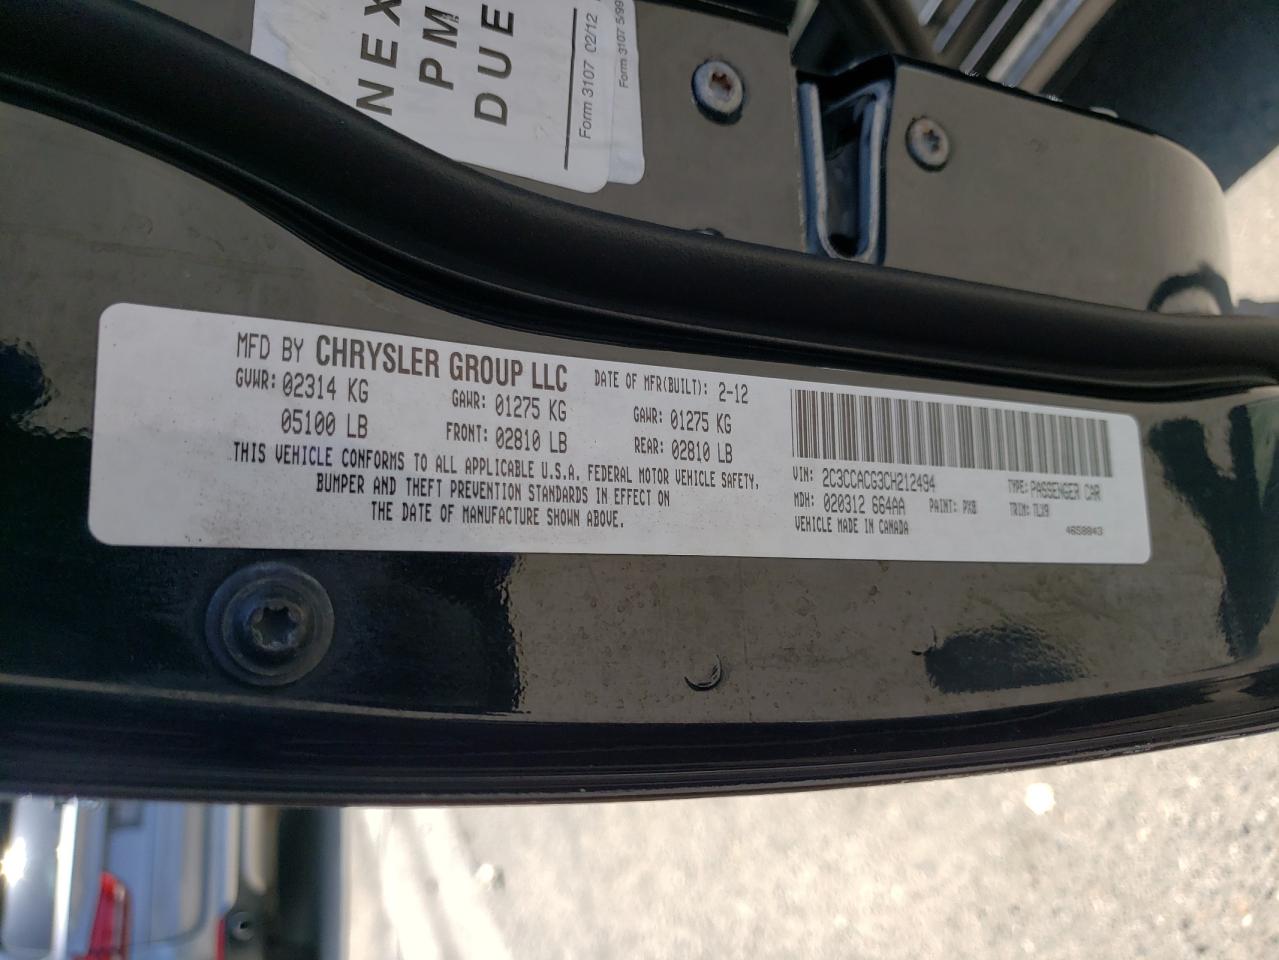 NEX
PM
DUE
Form 3107 02/12
Form 3107 5/99
MFD BY CHRYSLER GROUP LLC DATE OF MFR(BUILT): 2-12
GVWR: 02314 KG GAWR: 01275 KG GAWR: 01275 KG
05100 LB FRONT: 02810 LB REAR: 02810 LB
THIS VEHICLE CONFORMS TO ALL APPLICABLE U.S.A. FEDERAL MOTOR VEHICLE SAFETY,
BUMPER AND THEFT PREVENTION STANDARDS IN EFFECT ON
THE DATE OF MANUFACTURE SHOWN ABOVE.
VIN: 2C3CCACG3CH212494 TYPE: PASSENGER CAR
MDH: 020312 664AA PAINT: PX8 TRIM: TLX9
VEHICLE MADE IN CANADA 4658043